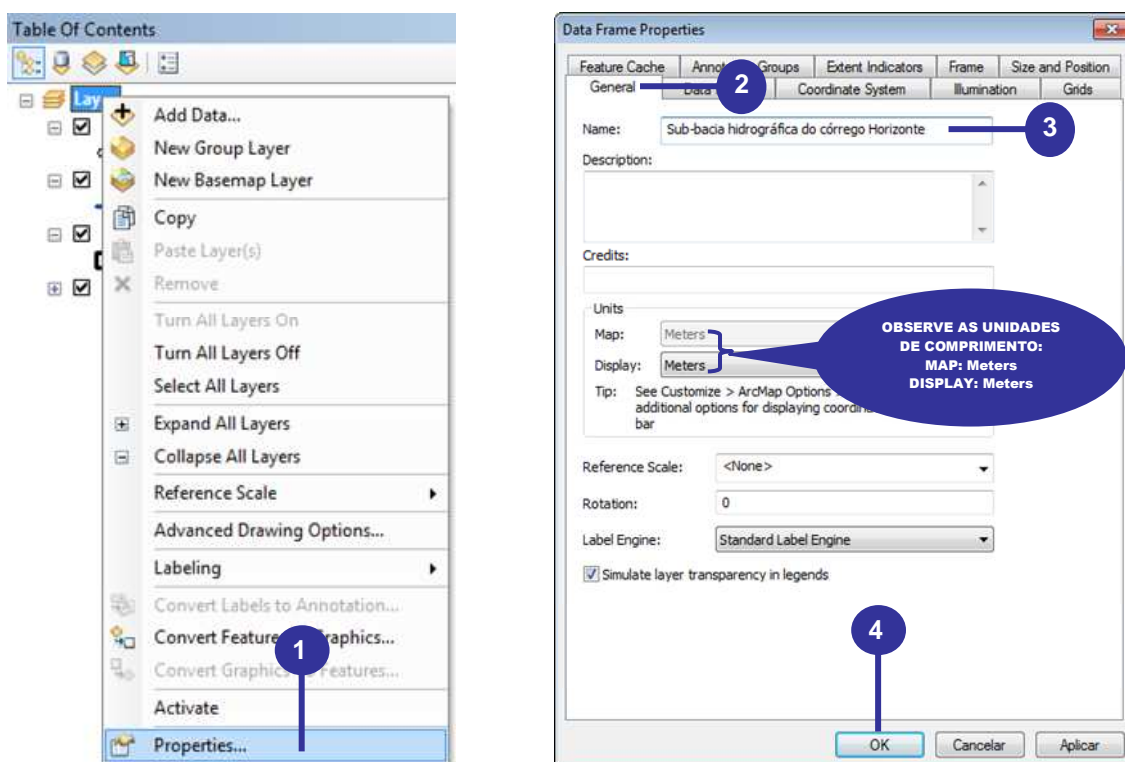 Table Of Contents
Lay
Add Data...
New Group Layer
New Basemap Layer
Copy
Paste Layer(s)
Remove
Turn All Layers On
Turn All Layers Off
Select All Layers
Expand All Layers
Collapse All Layers
Reference Scale
Advanced Drawing Options...
Labeling
Convert Labels to Annotation...
Convert Feature raphics...
Convert Graphic Features...
Activate
Properties...
1
Data Frame Properties
Feature Cache Groups Extent Indicators Frame Size and Position
General Coordinate System Illumination Grids
2
Name: Sub-bacia hidrográfica do córrego Horizonte
3
Description:
Credits:
Units
Map: Meters
Display: Meters
Tip: See Customize > ArcMap Options
additional options for displaying
bar
OBSERVE AS UNIDADES
DE COMPRIMENTO:
MAP: Meters
DISPLAY: Meters
Reference Scale: <None>
Rotation: 0
Label Engine: Standard Label Engine
Simulate layer transparency in legends
4
OK Cancelar Aplicar